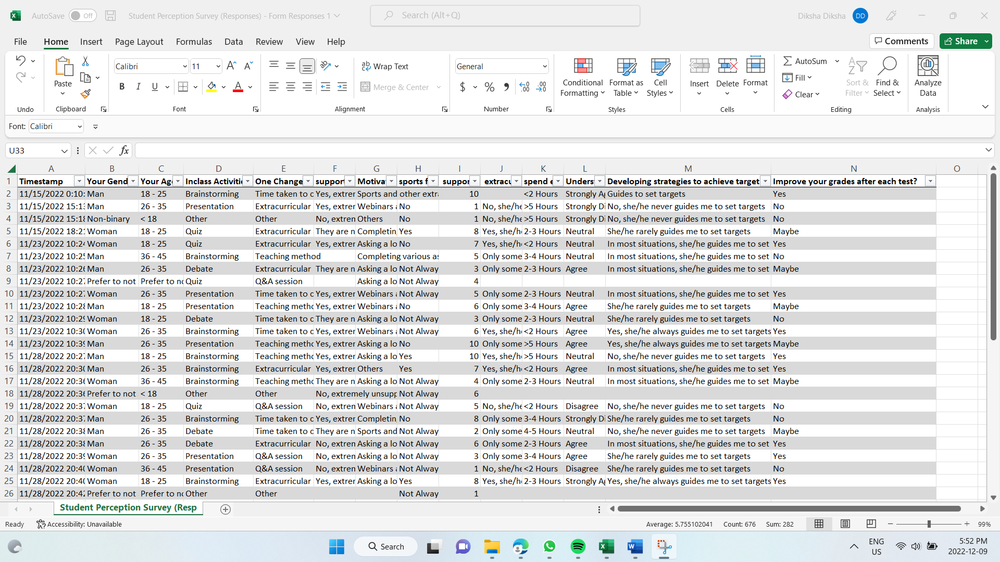 AutoSave Off Student Perception Survey (Responses) - Form Responses 1 Search (Alt+Q) Diksha Diksha DD
File Home Insert Page Layout Formulas Data Review View Help Comments Share
Paste Calibri 11 Wrap Text General Conditional Formatting Format as Table Cell Styles Insert Delete Format AutoSum Fill Clear Sort & Filter Find & Select Analyze Data
B I U A Merge & Center $ % 
Undo Clipboard Font Alignment Number Styles Cells Editing Analysis
Font: Calibri
U33 fx
A B C D E F G H I J K L M N O
1 Timestamp Your Gend Your Ag Inclass Activiti One Change suppor Motiva sports f suppor extracu spend e Unders Developing strategies to achieve target Improve your grades after each test?
2 11/15/2022 0:10: Man 18 - 25 Brainstorming Time taken to c Yes, extrer Sports and other extra 10 <2 Hours Strongly Ag Guides to set targets Yes
3 11/15/2022 15:13 Man 26 - 35 Presentation Extracurricular Yes, extrer Webinars a No 1 No, she/he >5 Hours Strongly Di No, she/he never guides me to set targets No
4 11/15/2022 15:18 Non-binary < 18 Other Other No, extrem Others No 1 No, she/he >5 Hours Strongly Di No, she/he never guides me to set targets No
5 11/15/2022 18:21 Woman 18 - 25 Quiz Extracurricular They are n Completin Yes 8 Yes, she/he 2-3 Hours Neutral She/he rarely guides me to set targets Maybe
6 11/23/2022 10:24 Woman 18 - 25 Quiz Extracurricular Yes, extrer Asking a lo No 7 Yes, she/he <2 Hours Neutral In most situations, she/he guides me to set Yes
7 11/23/2022 10:25 Man 36 - 45 Brainstorming Teaching method Completing various as 5 Only some 3-4 Hours Neutral In most situations, she/he guides me to set No
8 11/23/2022 10:26 Man 26 - 35 Debate Extracurricular They are n Asking a lo Not Alway 3 Only some 2-3 Hours Agree In most situations, she/he guides me to set Maybe
9 11/23/2022 10:27 Prefer to not Prefer to no Quiz Q&A session Asking a lo Not Alway 4
10 11/23/2022 10:27 Woman 26 - 35 Presentation Time taken to c Yes, extrer Webinars a Not Alway 5 Only some 2-3 Hours Neutral In most situations, she/he guides me to set Yes
11 11/23/2022 10:28 Man 18 - 25 Presentation Teaching metho Yes, extrer Webinars a No 6 Only some 3-4 Hours Agree She/he rarely guides me to set targets Maybe
12 11/23/2022 10:29 Woman 18 - 25 Debate Time taken to c They are n Asking a lo Not Alway 3 Only some 2-3 Hours Neutral She/he rarely guides me to set targets No
13 11/23/2022 10:30 Woman 26 - 35 Brainstorming Time taken to c Yes, extrer Webinars a Not Alway 6 Yes, she/he <2 Hours Agree Yes, she/he always guides me to set targets Yes
14 11/23/2022 10:39 Man 26 - 35 Presentation Teaching metho Yes, extrer Asking a lo No 10 Only some >5 Hours Agree Yes, she/he always guides me to set targets Maybe
15 11/28/2022 20:27 Man 18 - 25 Brainstorming Teaching metho Yes, extrer Asking a lo Yes 10 Yes, she/he >5 Hours Neutral No, she/he never guides me to set targets Yes
16 11/28/2022 20:30 Man 26 - 35 Brainstorming Extracurricular Yes, extrer Others Yes 7 Yes, she/he <2 Hours Agree In most situations, she/he guides me to set Yes
17 11/28/2022 20:36 Woman 36 - 45 Brainstorming Teaching metho They are n Asking a lo Not Alway 4 Only some 2-3 Hours Neutral In most situations, she/he guides me to set Maybe
18 11/28/2022 20:36 Prefer to not < 18 Other Other No, extremely unsupp Not Alway 6
19 11/28/2022 20:37 Woman 18 - 25 Quiz Q&A session No, extrem Webinars a Not Alway 5 No, she/he <2 Hours Disagree No, she/he never guides me to set targets No
20 11/28/2022 20:37 Man 26 - 35 Brainstorming Time taken to c Yes, extrer Completin No 8 Only some 3-4 Hours Strongly Di She/he rarely guides me to set targets No
21 11/28/2022 20:38 Man 26 - 35 Debate Time taken to c They are n Sports and Not Alway 2 Only some 4-5 Hours Neutral No, she/he never guides me to set targets Maybe
22 11/28/2022 20:38 Man 26 - 35 Debate Extracurricular No, extrem Asking a lo Not Alway 6 Only some 2-3 Hours Agree In most situations, she/he guides me to set Yes
23 11/28/2022 20:39 Woman 26 - 35 Presentation Q&A session No, extrem Asking a lo Not Alway 3 Only some 3-4 Hours Agree She/he rarely guides me to set targets Yes
24 11/28/2022 20:40 Woman 36 - 45 Presentation Q&A session No, extrem Webinars a Not Alway 1 No, she/he <2 Hours Disagree She/he rarely guides me to set targets No
25 11/28/2022 20:40 Woman 18 - 25 Brainstorming Extracurricular Yes, extrer Asking a lo Yes 8 Yes, she/he 2-3 Hours Strongly Ag Yes, she/he always guides me to set targets Yes
26 11/28/2022 20:42 Prefer to not Prefer to no Other Other Not Alway 1
Student Perception Survey (Resp
Ready Accessibility: Unavailable Average: 5.755102041 Count: 676 Sum: 282 99%
Search ENG US 5:52 PM 2022-12-09